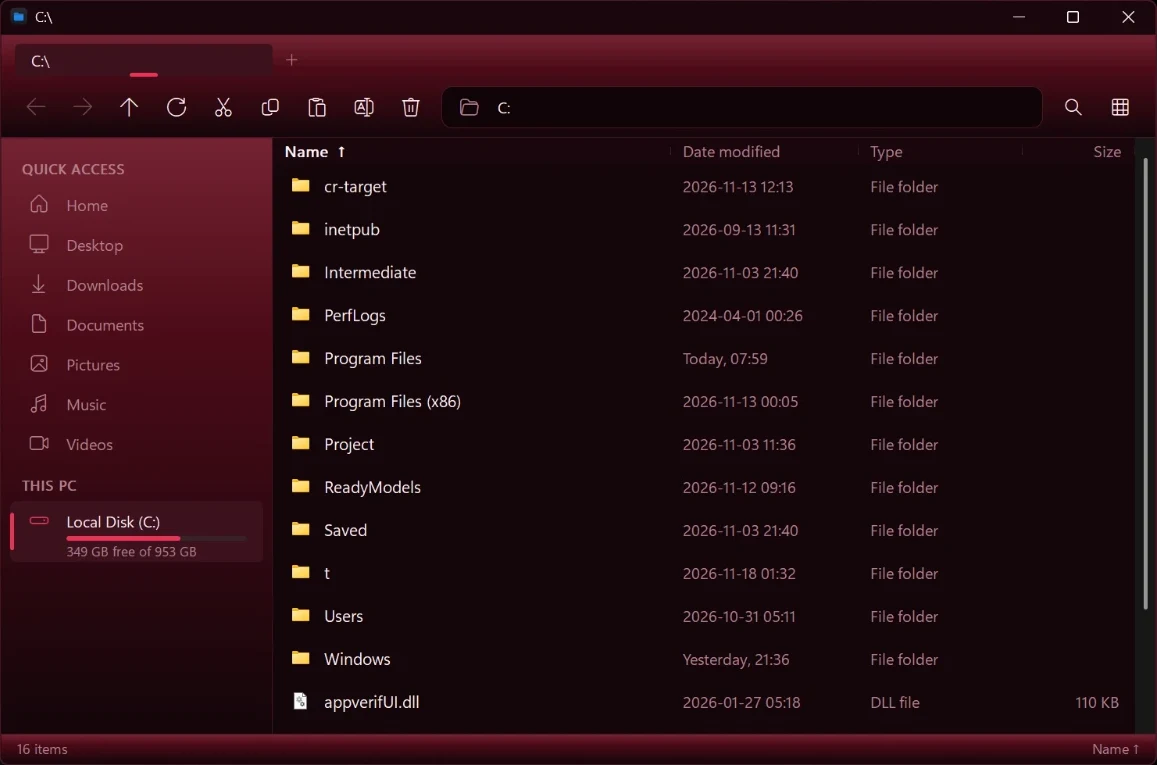 C:\
C:\
C:
QUICK ACCESS
Home
Desktop
Downloads
Documents
Pictures
Music
Videos
THIS PC
Local Disk (C:)
349 GB free of 953 GB
Name ↑ Date modified Type Size
cr-target 2026-11-13 12:13 File folder
inetpub 2026-09-13 11:31 File folder
Intermediate 2026-11-03 21:40 File folder
PerfLogs 2024-04-01 00:26 File folder
Program Files Today, 07:59 File folder
Program Files (x86) 2026-11-13 00:05 File folder
Project 2026-11-03 11:36 File folder
ReadyModels 2026-11-12 09:16 File folder
Saved 2026-11-03 21:40 File folder
t 2026-11-18 01:32 File folder
Users 2026-10-31 05:11 File folder
Windows Yesterday, 21:36 File folder
appverifUI.dll 2026-01-27 05:18 DLL file 110 KB
16 items Name ↑